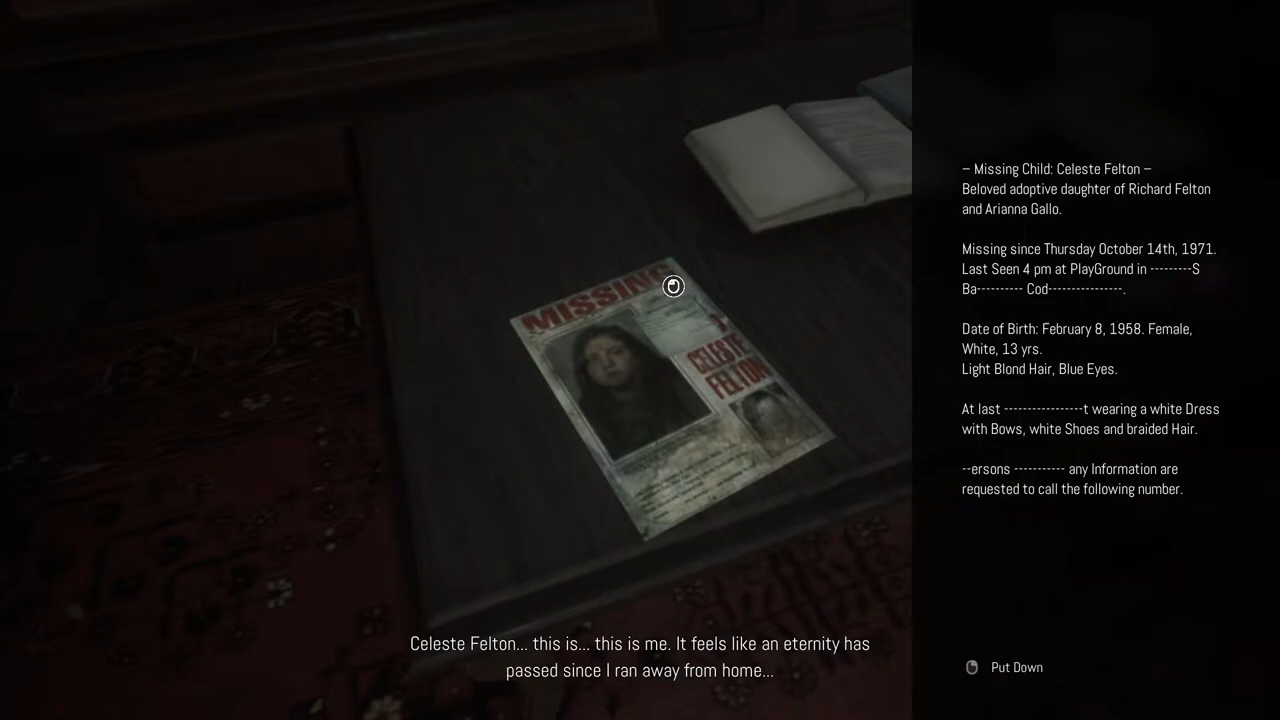 – Missing Child: Celeste Felton –
Beloved adoptive daughter of Richard Felton
and Arianna Gallo.
Missing since Thursday October 14th, 1971.
Last Seen 4 pm at PlayGround in ---------S
Ba---------- Cod----------------.
Date of Birth: February 8, 1958. Female,
White, 13 yrs.
Light Blond Hair, Blue Eyes.
At last ----------------t wearing a white Dress
with Bows, white Shoes and braided Hair.
--ersons ----------- any Information are
requested to call the following number.
MISSING
CELESTE
FELTON
Celeste Felton... this is... this is me. It feels like an eternity has
passed since I ran away from home...
Put Down